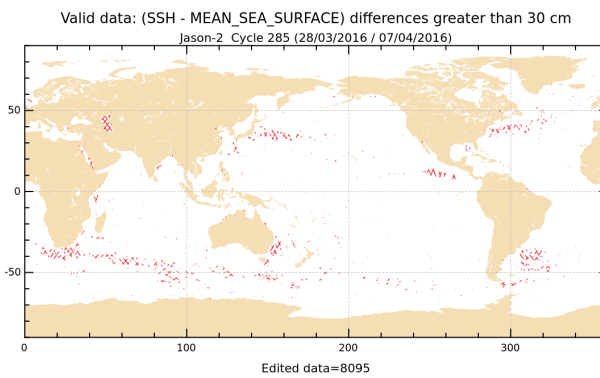 Valid data: (SSH - MEAN_SEA_SURFACE) differences greater than 30 cm
Jason-2 Cycle 285 (28/03/2016 / 07/04/2016)
50
0
-50
0 100 200 300
Edited data=8095